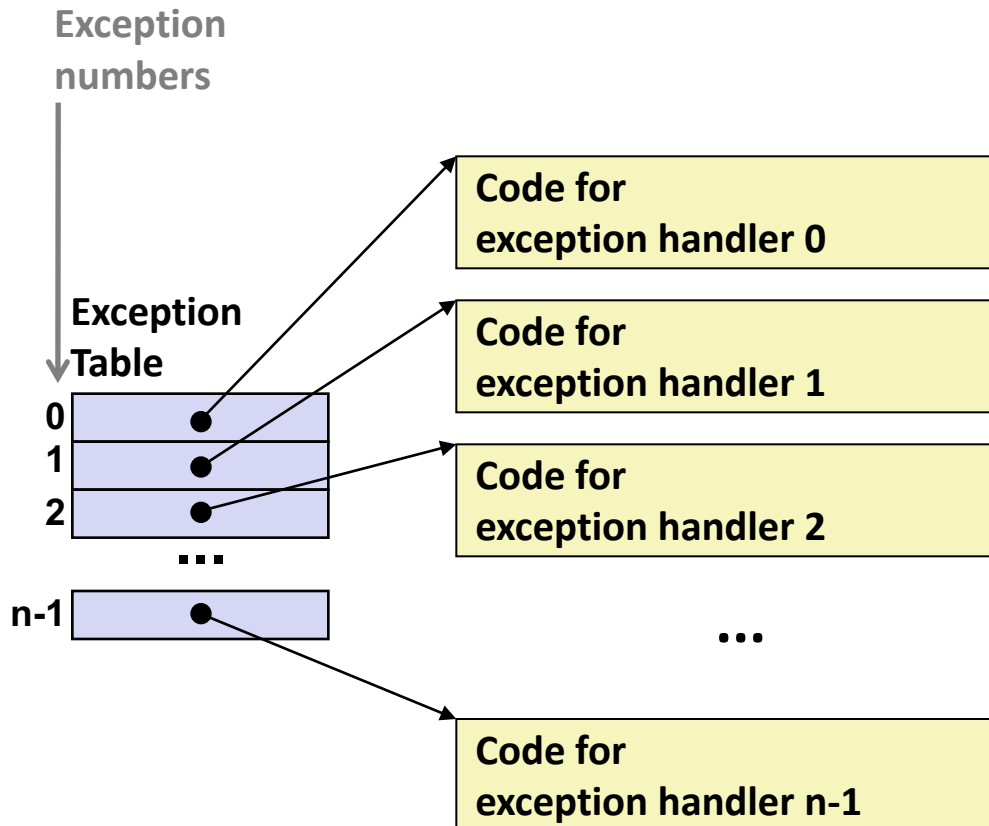 Exception
numbers
Exception
Table
0
1
2
...
n-1
Code for
exception handler 0
Code for
exception handler 1
Code for
exception handler 2
...
Code for
exception handler n-1